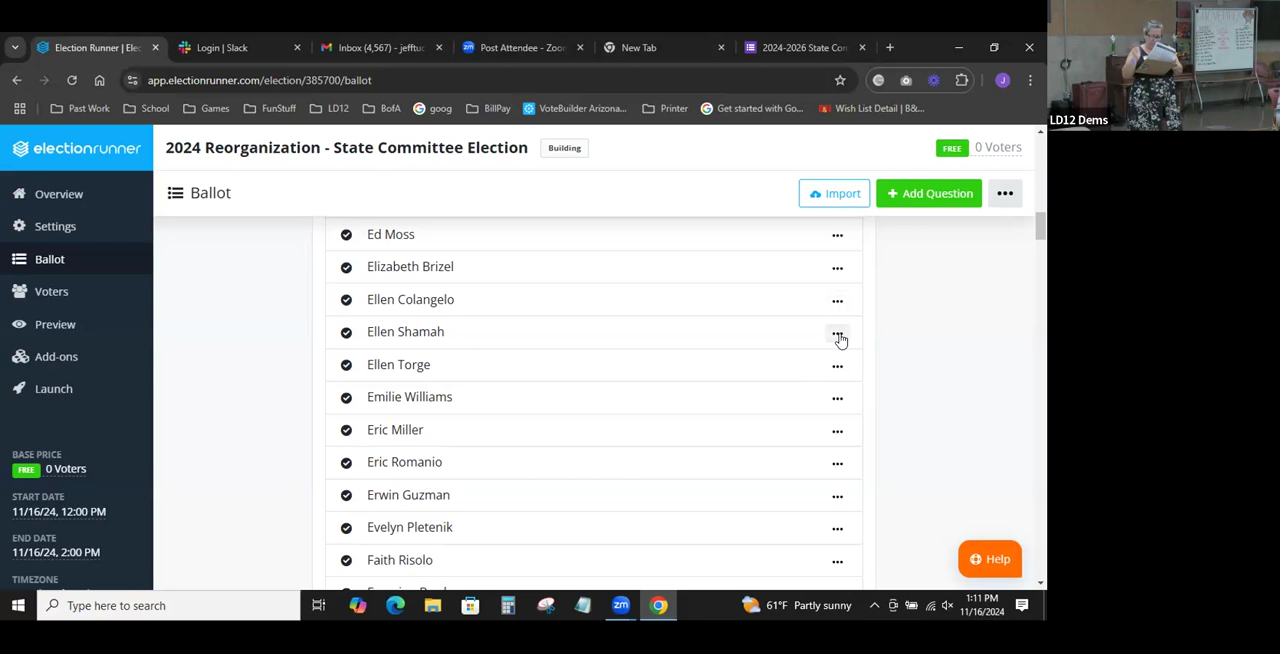 Election Runner | Elec
Login | Slack
Inbox (4,567) - jefftuc
Post Attendee - Zoo
New Tab
2024-2026 State Com
app.electionrunner.com/election/385700/ballot
Past Work
School
Games
FunStuff
LD12
BofA
goog
BillPay
VoteBuilder Arizona...
Printer
Get started with Go...
Wish List Detail | B&...
LD12 Dems
electionrunner
2024 Reorganization - State Committee Election
Building
FREE 0 Voters
Ballot
Import
Add Question
Overview
Settings
Ballot
Voters
Preview
Add-ons
Launch
BASE PRICE
FREE 0 Voters
START DATE
11/16/24, 12:00 PM
END DATE
11/16/24, 2:00 PM
TIMEZONE
Ed Moss
Elizabeth Brizel
Ellen Colangelo
Ellen Shamah
Ellen Torge
Emilie Williams
Eric Miller
Eric Romanio
Erwin Guzman
Evelyn Pletenik
Faith Risolo
Help
Type here to search
zm
61°F Partly sunny
1:11 PM
11/16/2024